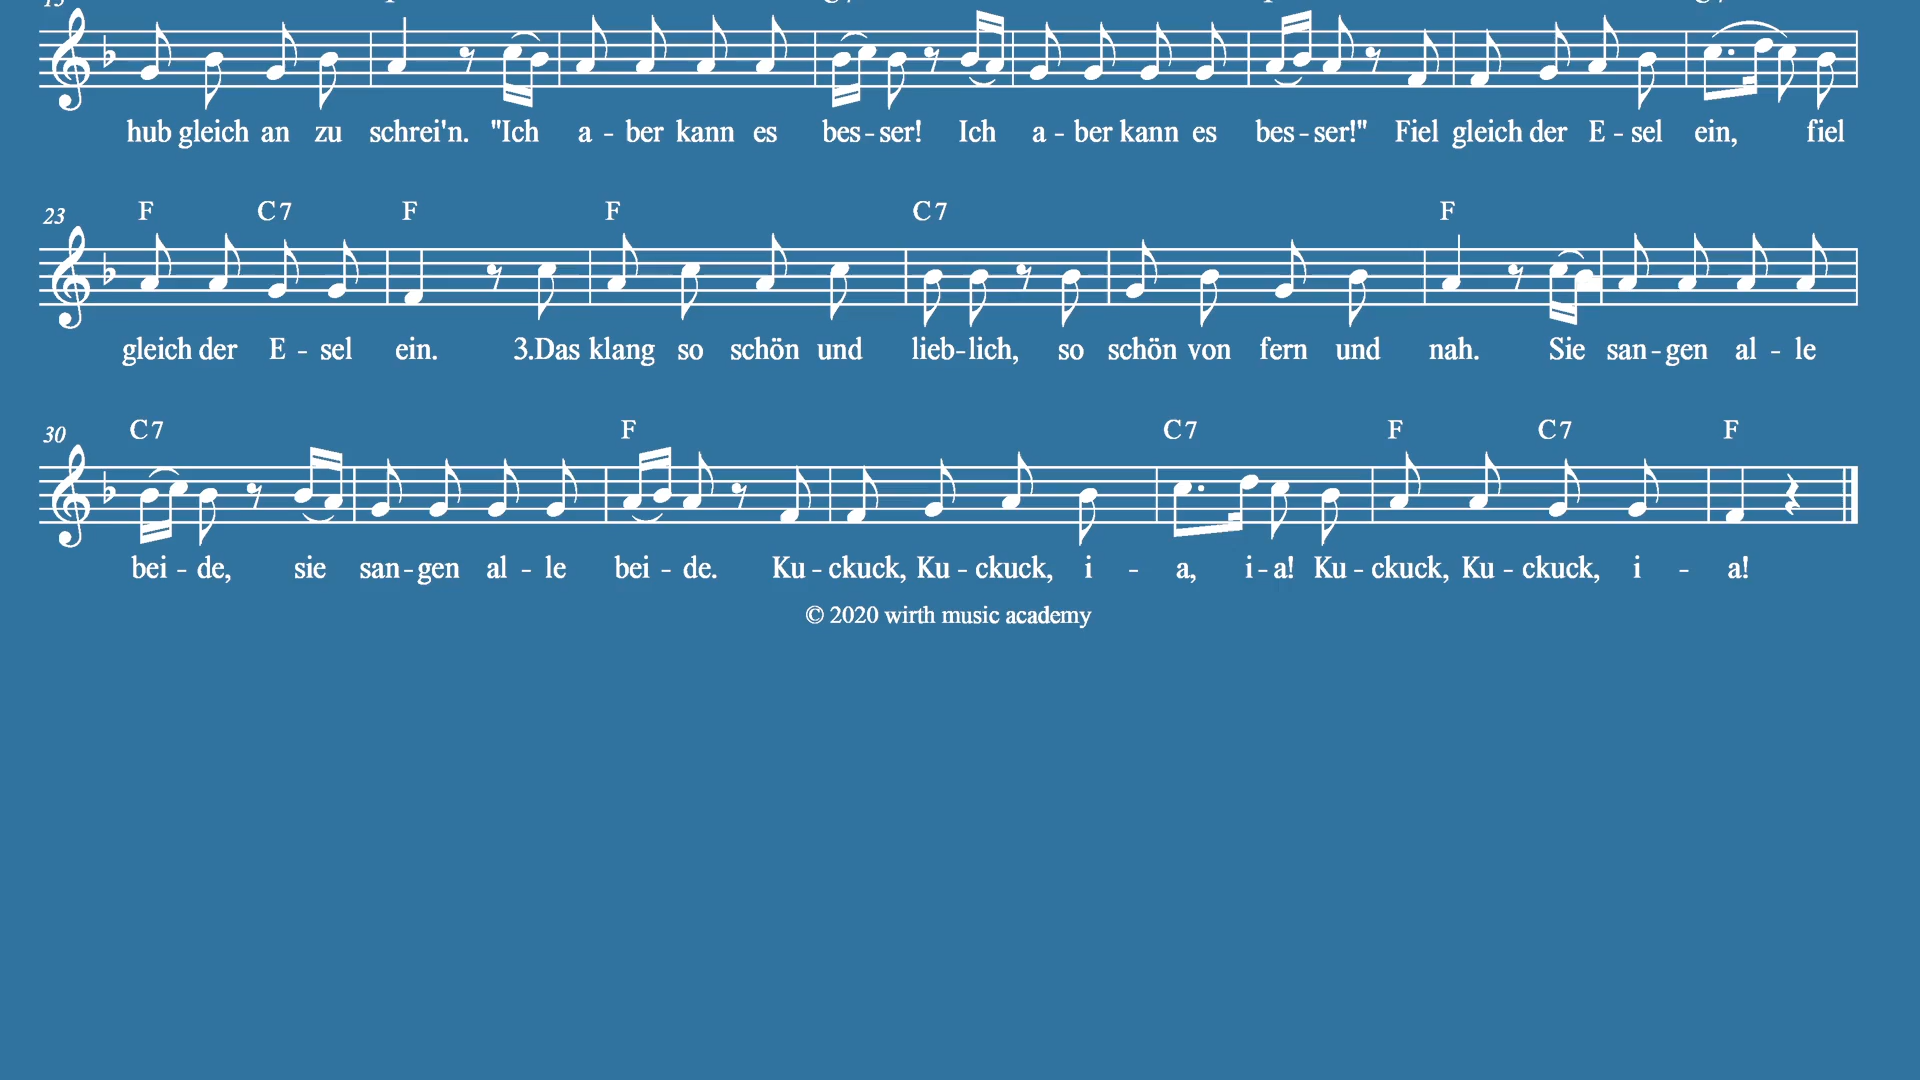 hub gleich an zu schrei'n. "Ich a - ber kann es bes - ser! Ich a - ber kann es bes - ser!" Fiel gleich der E - sel ein, fiel
23 F C7 F F C7 F
gleich der E - sel ein. 3.Das klang so schön und lieb - lich, so schön von fern und nah. Sie san - gen al - le
30 C7 F C7 F C7 F
bei - de, sie san - gen al - le bei - de. Ku - ckuck, Ku - ckuck, i - a, i - a! Ku - ckuck, Ku - ckuck, i - a!
© 2020 wirth music academy